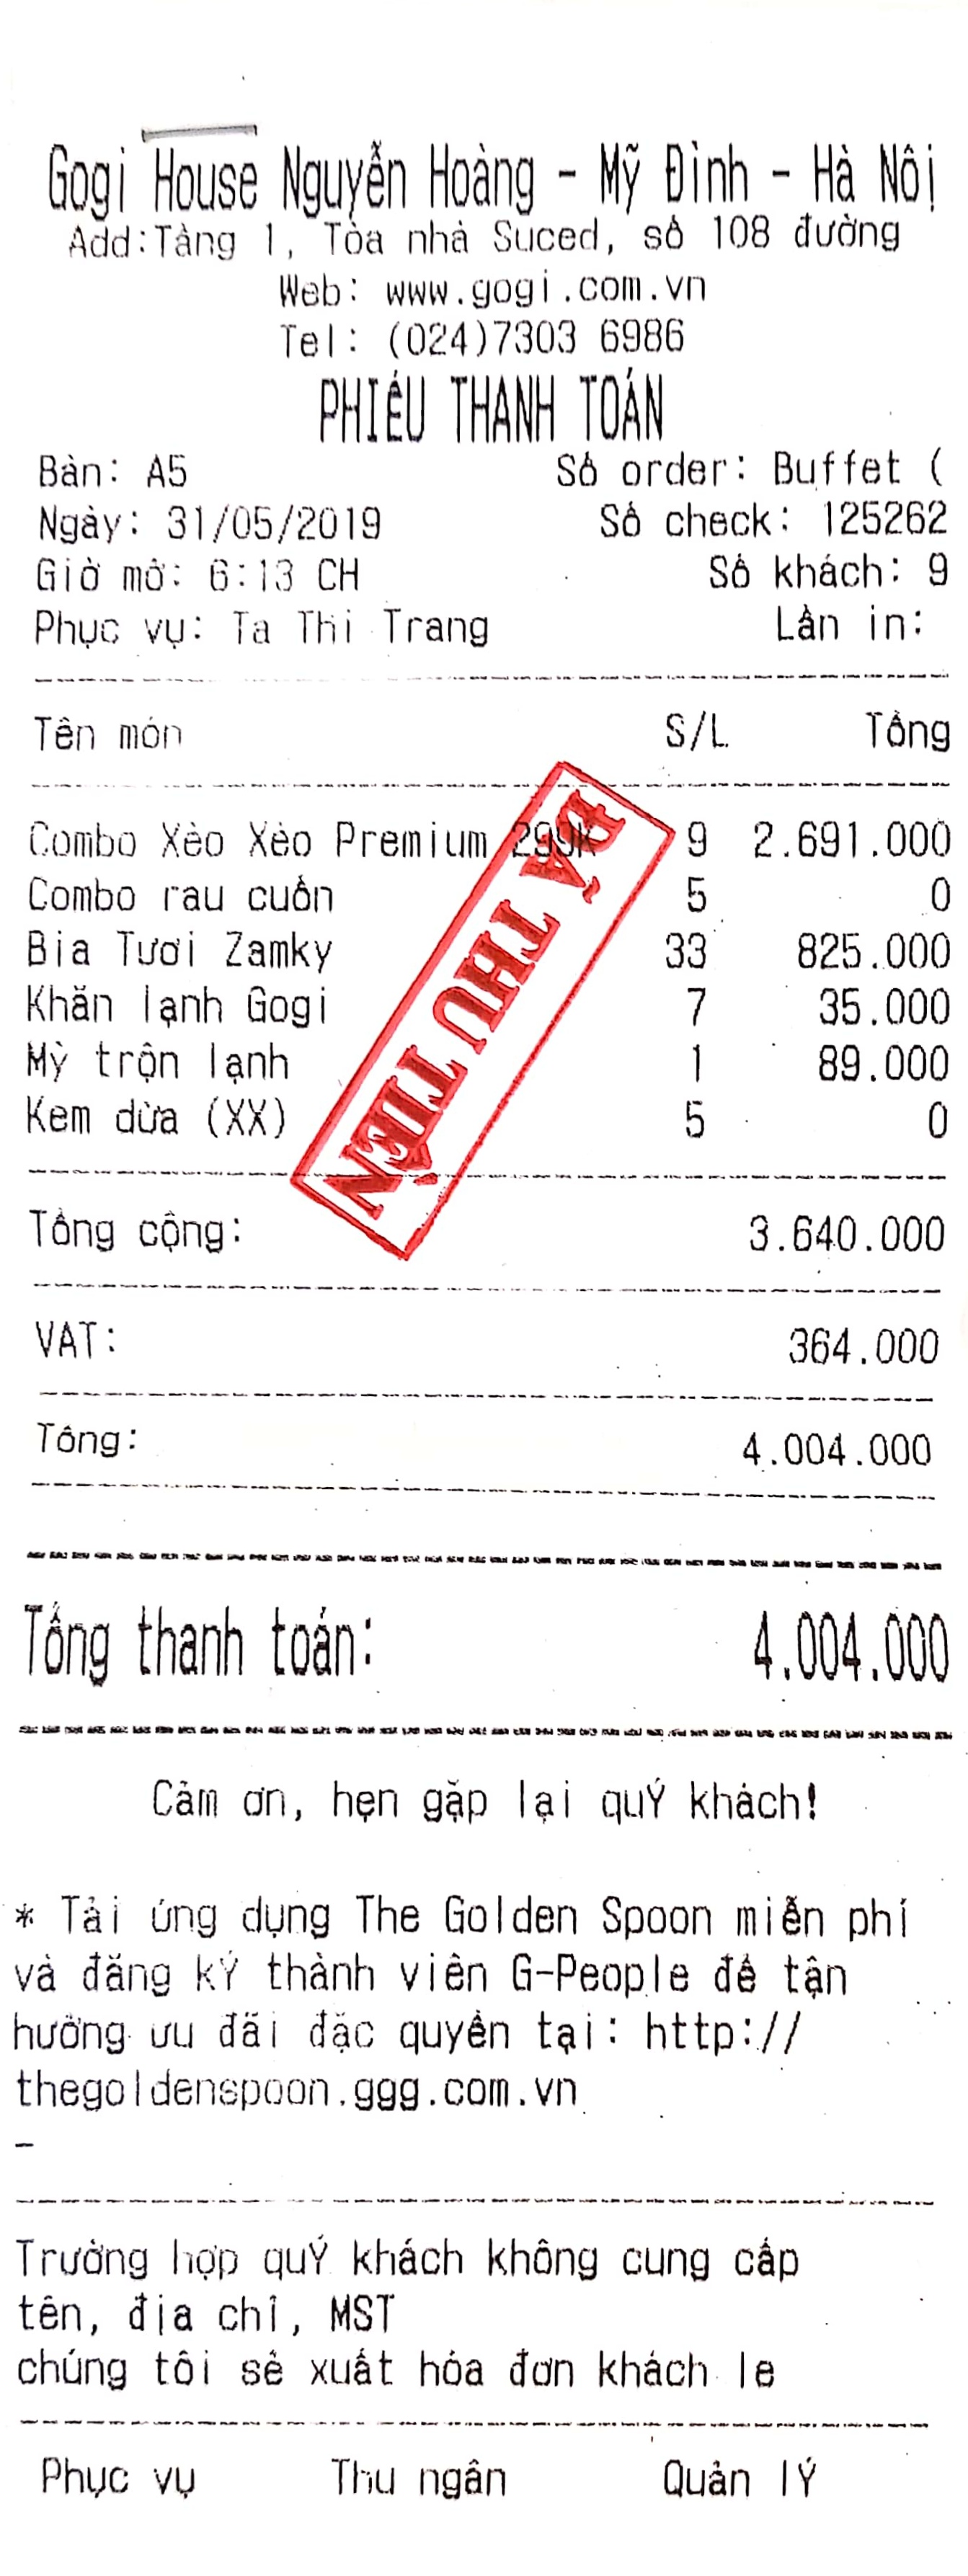 Gogi House Nguyễn Hoàng - Mỹ Đình - Hà Nội
Add:Tầng 1, Tòa nhà Suced, số 108 đường
Web: www.gogi.com.vn
Tel: (024)7303 6986
PHIẾU THANH TOÁN
Bàn: A5 Số order: Buffet (
Ngày: 31/05/2019 Số check: 125262
Giờ mở: 6:13 CH Số khách: 9
Phục vụ: Ta Thi Trang Lần in:
Tên món S/L Tổng
Combo Xèo Xèo Premium 299K 9 2.691.000
Combo rau cuốn 5 0
Bia Tươi Zamky 33 825.000
Khăn lạnh Gogi 7 35.000
Mỳ trộn lạnh 1 89.000
Kem dừa (XX) 5 0
ĐÃ THU TIỀN
Tổng cộng: 3.640.000
VAT: 364.000
Tổng: 4.004.000
Tổng thanh toán: 4.004.000
Cảm ơn, hẹn gặp lại quÝ khách!
* Tải ứng dụng The Golden Spoon miễn phí
và đăng kÝ thành viên G-People để tận
hưởng ưu đãi đặc quyền tại: http://
thegoldenspoon.ggg.com.vn
-
Trường hợp quÝ khách không cung cấp
tên, địa chỉ, MST
chúng tôi sẽ xuất hóa đơn khách le
Phục vụ Thu ngân Quản lÝ